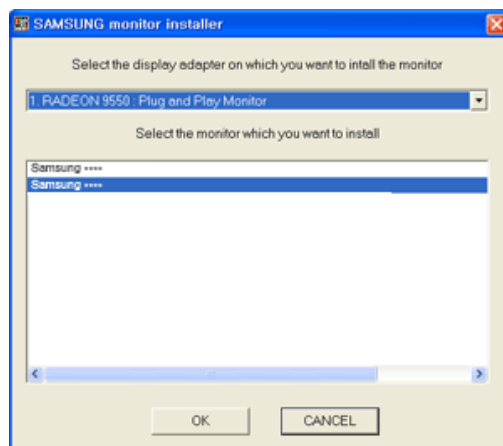 SAMSUNG monitor installer
Select the display adapter on which you want to intall the monitor
1. RADEON 9550 : Plug and Play Monitor
Select the monitor which you want to install
Samsung ----
Samsung ----
OK
CANCEL